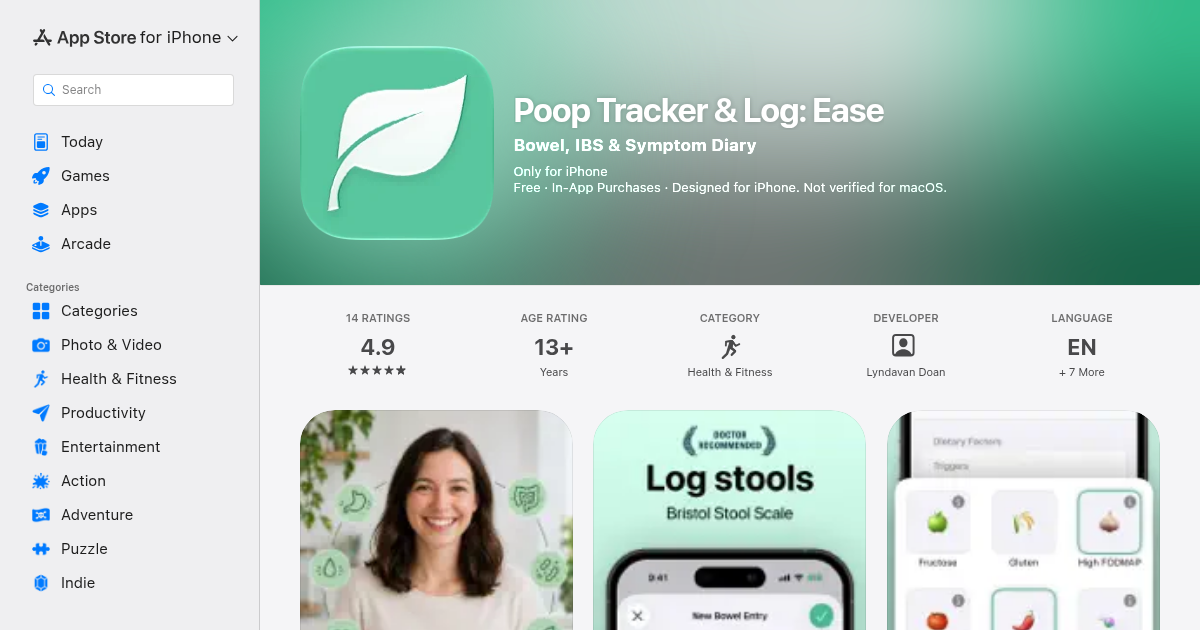 App Store for iPhone
Search
Today
Games
Apps
Arcade
Categories
Categories
Photo & Video
Health & Fitness
Productivity
Entertainment
Action
Adventure
Puzzle
Indie
Poop Tracker & Log: Ease
Bowel, IBS & Symptom Diary
Only for iPhone
Free · In-App Purchases · Designed for iPhone. Not verified for macOS.
14 RATINGS
4.9
★★★★★
AGE RATING
13+
Years
CATEGORY
Health & Fitness
DEVELOPER
Lyndavan Doan
LANGUAGE
EN
+ 7 More
DOCTOR
RECOMMENDED
Log stools
Bristol Stool Scale
9:41
New Bowel Entry
Dietary Factors
Triggers
Fructose
Gluten
High FODMAP